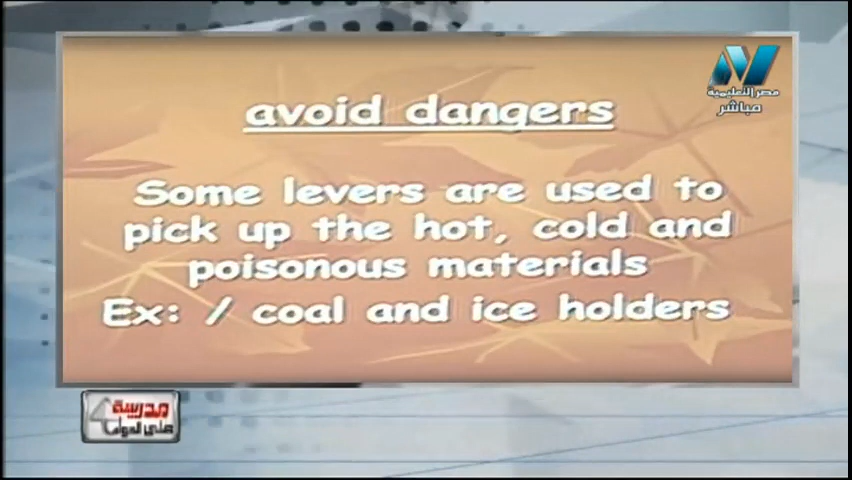 مصر التعليمية
مباشر
avoid dangers
Some levers are used to
pick up the hot, cold and
poisonous materials
Ex: / coal and ice holders
مدرسة
على الهواء